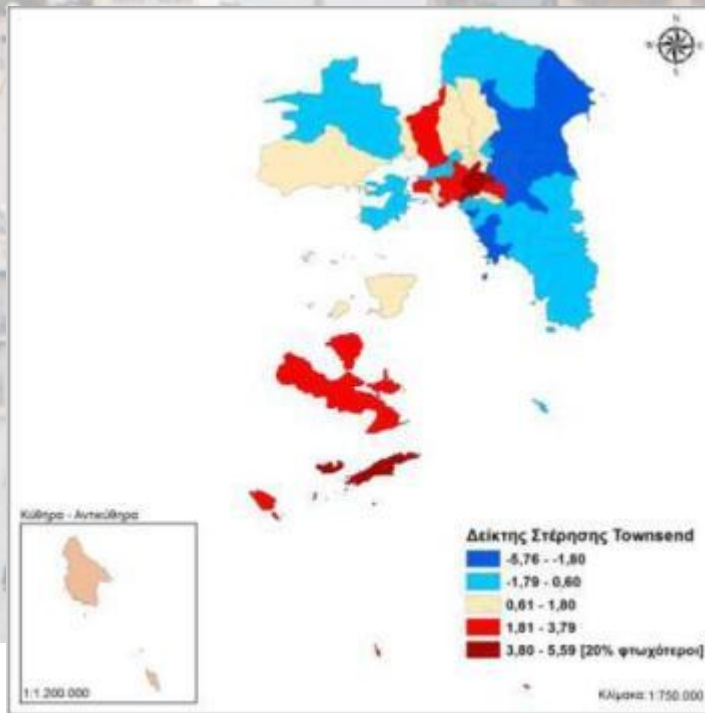 N
W
E
S
Κύθηρα - Αντικύθηρα
1:1.200.000
Δείκτης Στέρησης Townsend
-5,76 - -1,80
-1,79 - 0,60
0,61 - 1,80
1,81 - 3,79
3,80 - 5,59 [20% φτωχότεροι]
Κλίμακα: 1:750.000